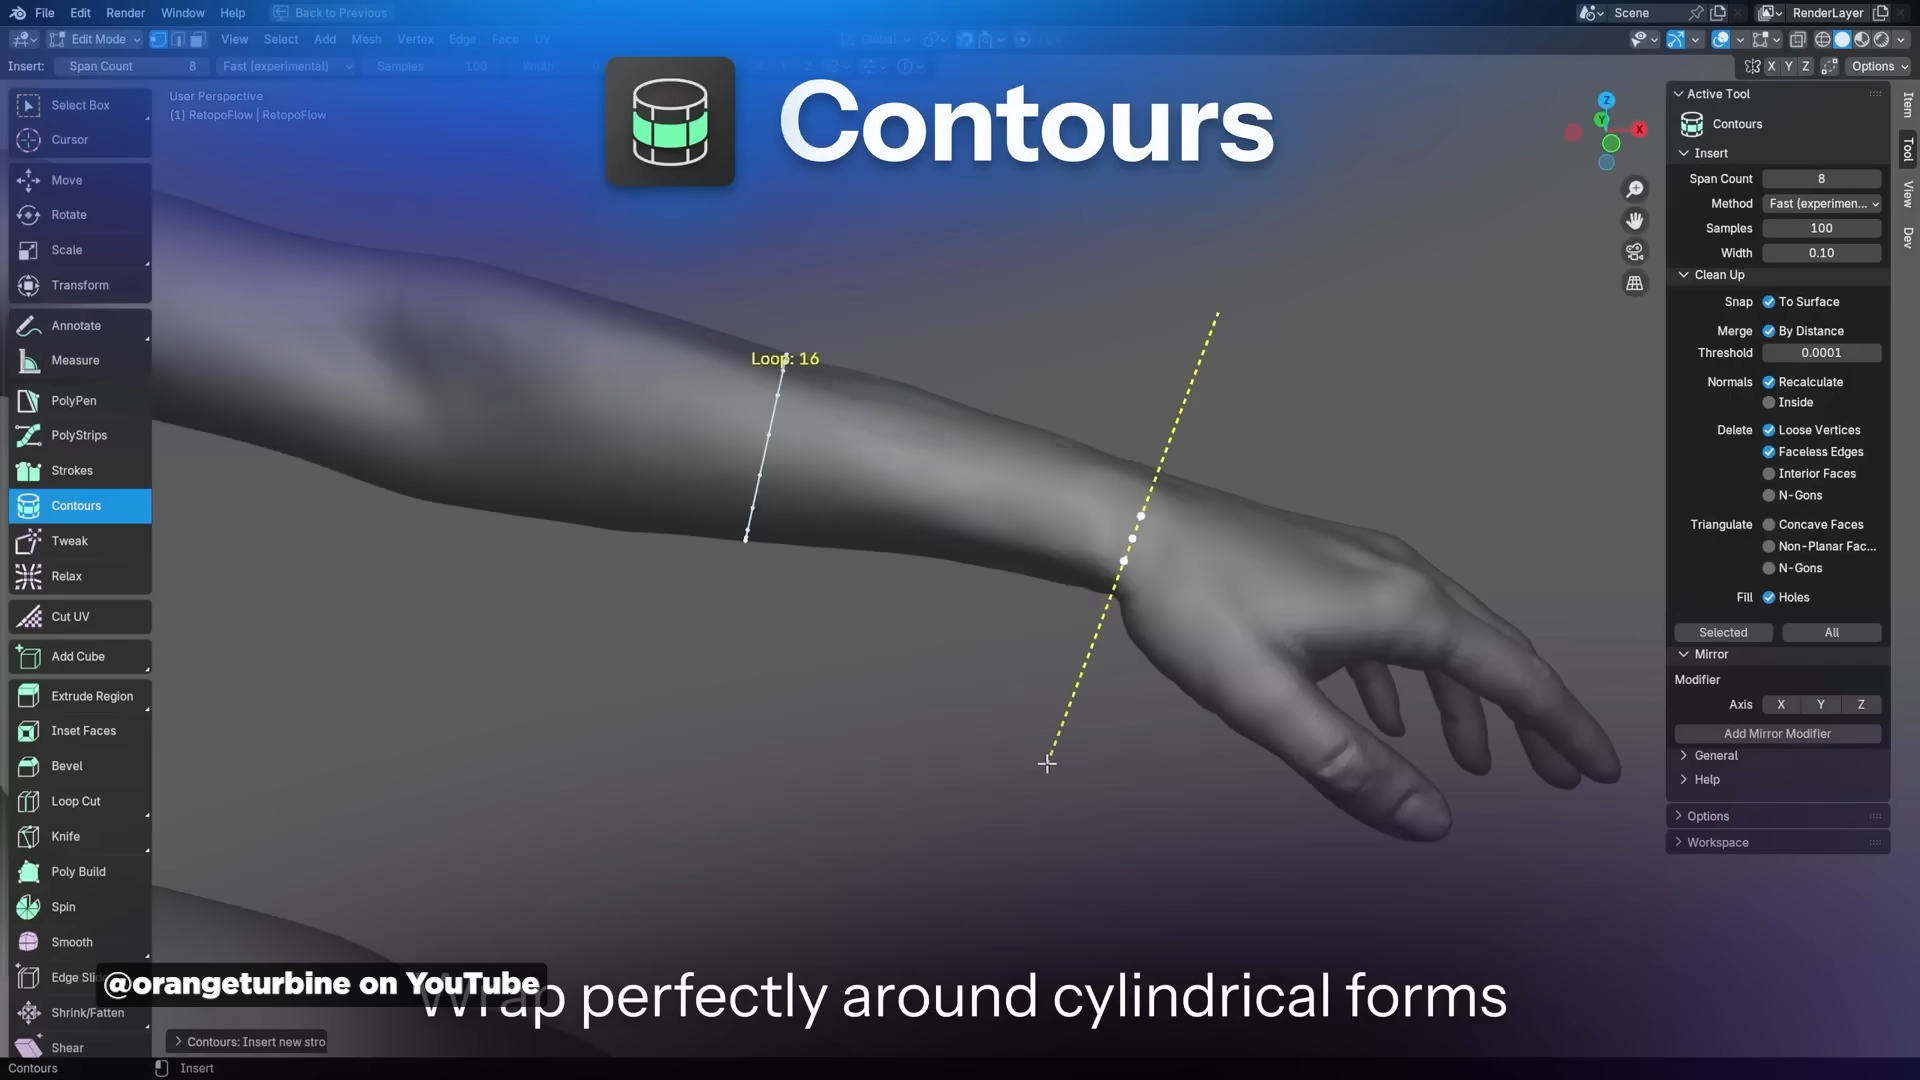 File Edit Render Window Help Back to Previous Scene RenderLayer
Edit Mode View Select Add Mesh Vertex Edge Face UV Global
Insert: Span Count 8 Fast (experimental) Samples 100 Width X Y Z Options
Select Box
Cursor
Move
Rotate
Scale
Transform
Annotate
Measure
PolyPen
PolyStrips
Strokes
Contours
Tweak
Relax
Cut UV
Add Cube
Extrude Region
Inset Faces
Bevel
Loop Cut
Knife
Poly Build
Spin
Smooth
Edge Sli
Shrink/Fatten
Shear
User Perspective
(1) RetopoFlow | RetopoFlow
Contours
Loop: 16
Z
Y
X
Active Tool
Contours
Insert
Span Count 8
Method Fast (experimen...
Samples 100
Width 0.10
Clean Up
Snap To Surface
Merge By Distance
Threshold 0.0001
Normals Recalculate
Inside
Delete Loose Vertices
Faceless Edges
Interior Faces
N-Gons
Triangulate Concave Faces
Non-Planar Fac...
N-Gons
Fill Holes
Selected All
Mirror
Modifier
Axis X Y Z
Add Mirror Modifier
General
Help
Options
Workspace
Item
Tool
View
Dev
@orangeturbine on YouTube
Wrap perfectly around cylindrical forms
Contours: Insert new stro
Contours Insert